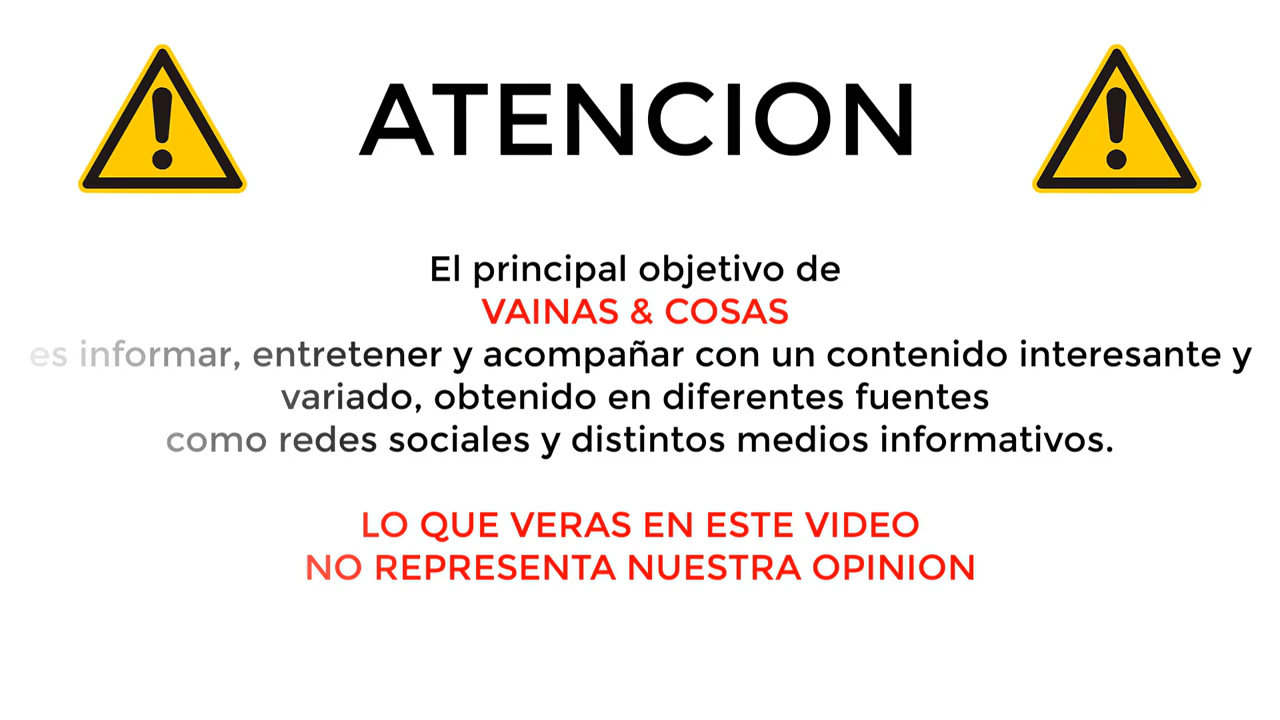 ATENCION
El principal objetivo de
VAINAS & COSAS
es informar, entretener y acompañar con un contenido interesante y
variado, obtenido en diferentes fuentes
como redes sociales y distintos medios informativos.
LO QUE VERAS EN ESTE VIDEO
NO REPRESENTA NUESTRA OPINION